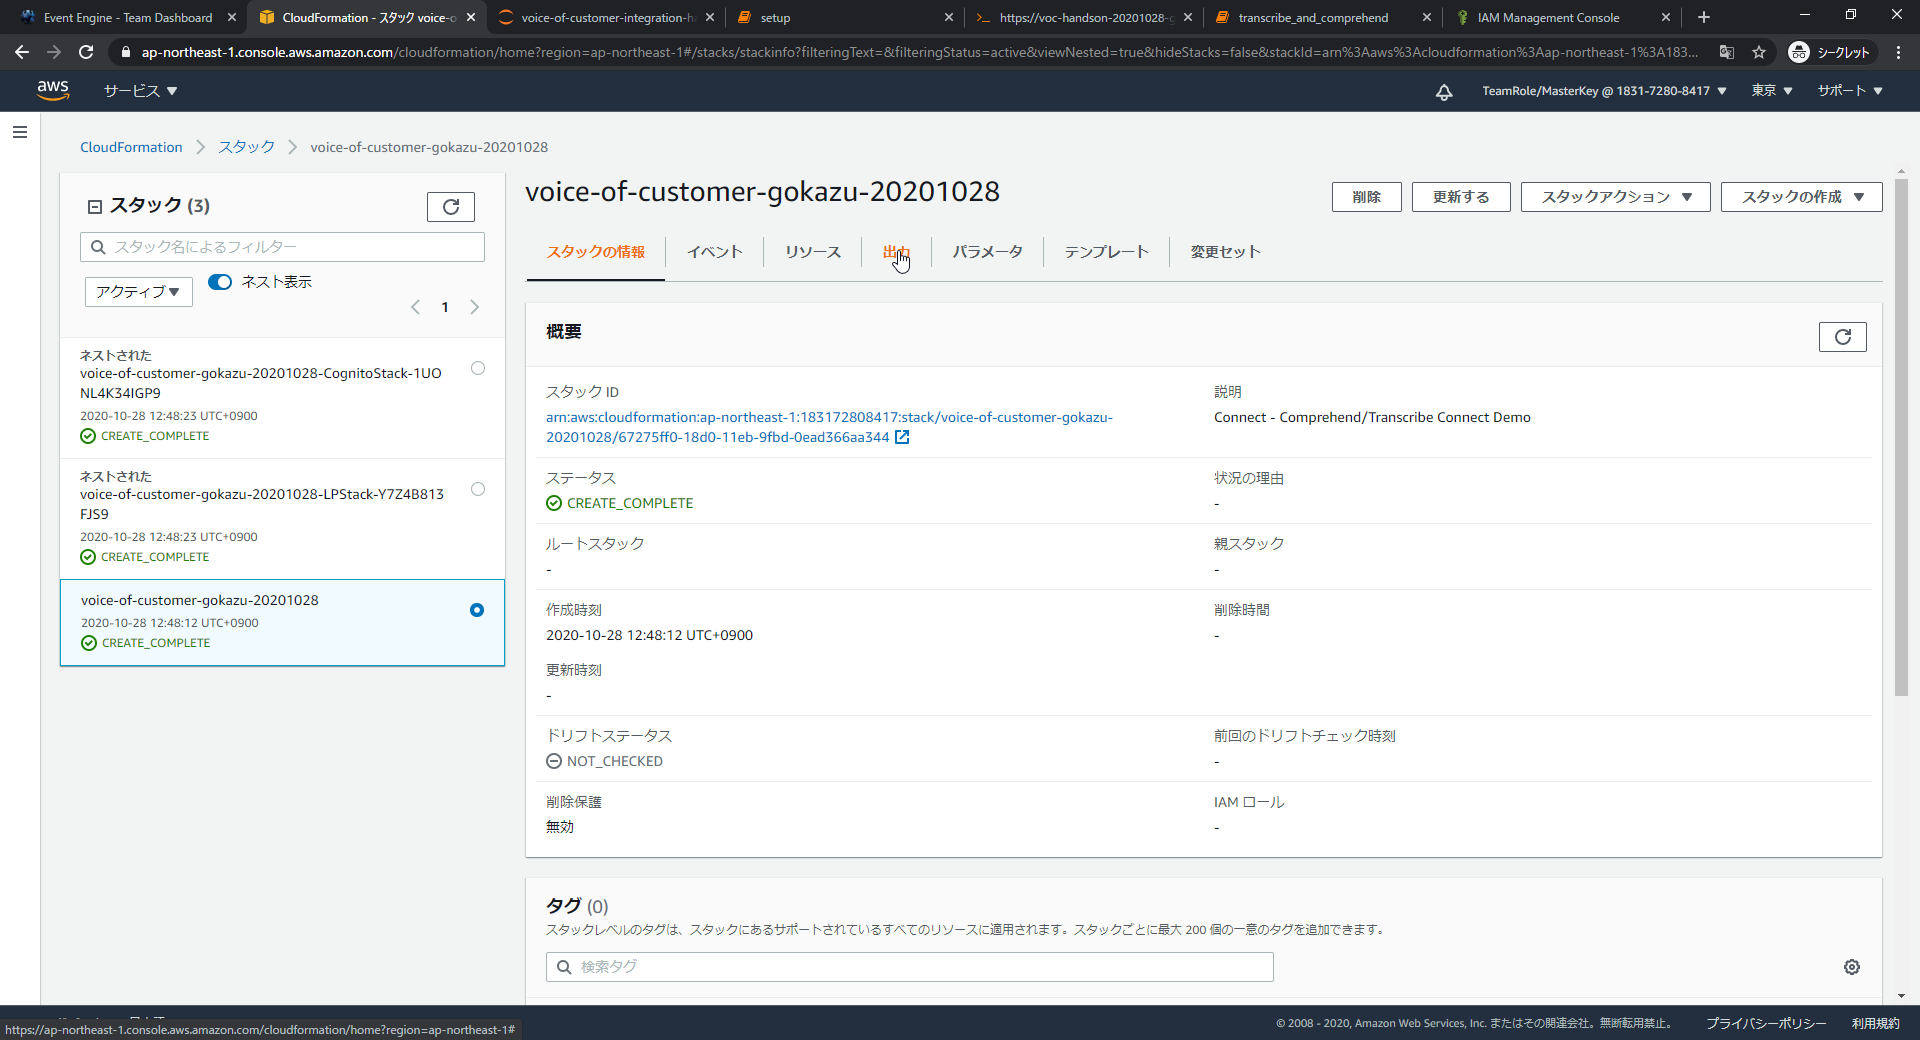 Event Engine - Team Dashboard
CloudFormation - スタック voice-o
voice-of-customer-integration-ha
setup
https://voc-handson-20201028-g
transcribe_and_comprehend
IAM Management Console
ap-northeast-1.console.aws.amazon.com/cloudformation/home?region=ap-northeast-1#/stacks/stackinfo?filteringText=&filteringStatus=active&viewNested=true&hideStacks=false&stackId=arn%3Aaws%3Acloudformation%3Aap-northeast-1%3A183...
シークレット
aws
サービス
TeamRole/MasterKey @ 1831-7280-8417
東京
サポート
CloudFormation
スタック
voice-of-customer-gokazu-20201028
スタック (3)
スタック名によるフィルター
アクティブ
ネスト表示
1
ネストされた
voice-of-customer-gokazu-20201028-CognitoStack-1UO
NL4K34IGP9
2020-10-28 12:48:23 UTC+0900
CREATE_COMPLETE
ネストされた
voice-of-customer-gokazu-20201028-LPStack-Y7Z4B813
FJS9
2020-10-28 12:48:23 UTC+0900
CREATE_COMPLETE
voice-of-customer-gokazu-20201028
2020-10-28 12:48:12 UTC+0900
CREATE_COMPLETE
voice-of-customer-gokazu-20201028
削除
更新する
スタックアクション
スタックの作成
スタックの情報
イベント
リソース
出力
パラメータ
テンプレート
変更セット
概要
スタック ID
arn:aws:cloudformation:ap-northeast-1:183172808417:stack/voice-of-customer-gokazu-
20201028/67275ff0-18d0-11eb-9fbd-0ead366aa344
説明
Connect - Comprehend/Transcribe Connect Demo
ステータス
CREATE_COMPLETE
状況の理由
-
ルートスタック
-
親スタック
-
作成時刻
2020-10-28 12:48:12 UTC+0900
削除時間
-
更新時刻
-
ドリフトステータス
NOT_CHECKED
前回のドリフトチェック時刻
-
削除保護
無効
IAM ロール
-
タグ (0)
スタックレベルのタグは、スタックにあるサポートされているすべてのリソースに適用されます。スタックごとに最大 200 個の一意のタグを追加できます。
検索タグ
https://ap-northeast-1.console.aws.amazon.com/cloudformation/home?region=ap-northeast-1#
© 2008 - 2020, Amazon Web Services, Inc. またはその関連会社。無断転用禁止。
プライバシーポリシー
利用規約